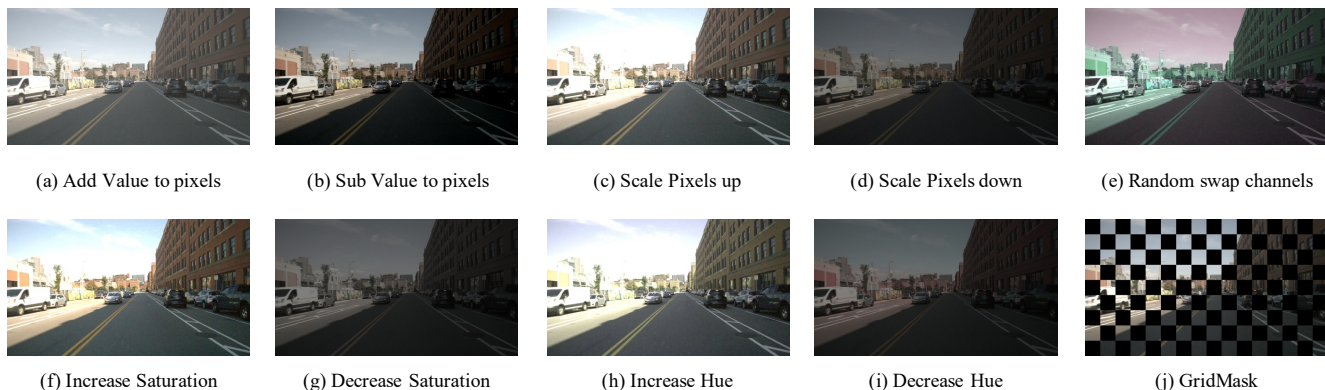 (a) Add Value to pixels
(b) Sub Value to pixels
(c) Scale Pixels up
(d) Scale Pixels down
(e) Random swap channels
(f) Increase Saturation
(g) Decrease Saturation
(h) Increase Hue
(i) Decrease Hue
(j) GridMask